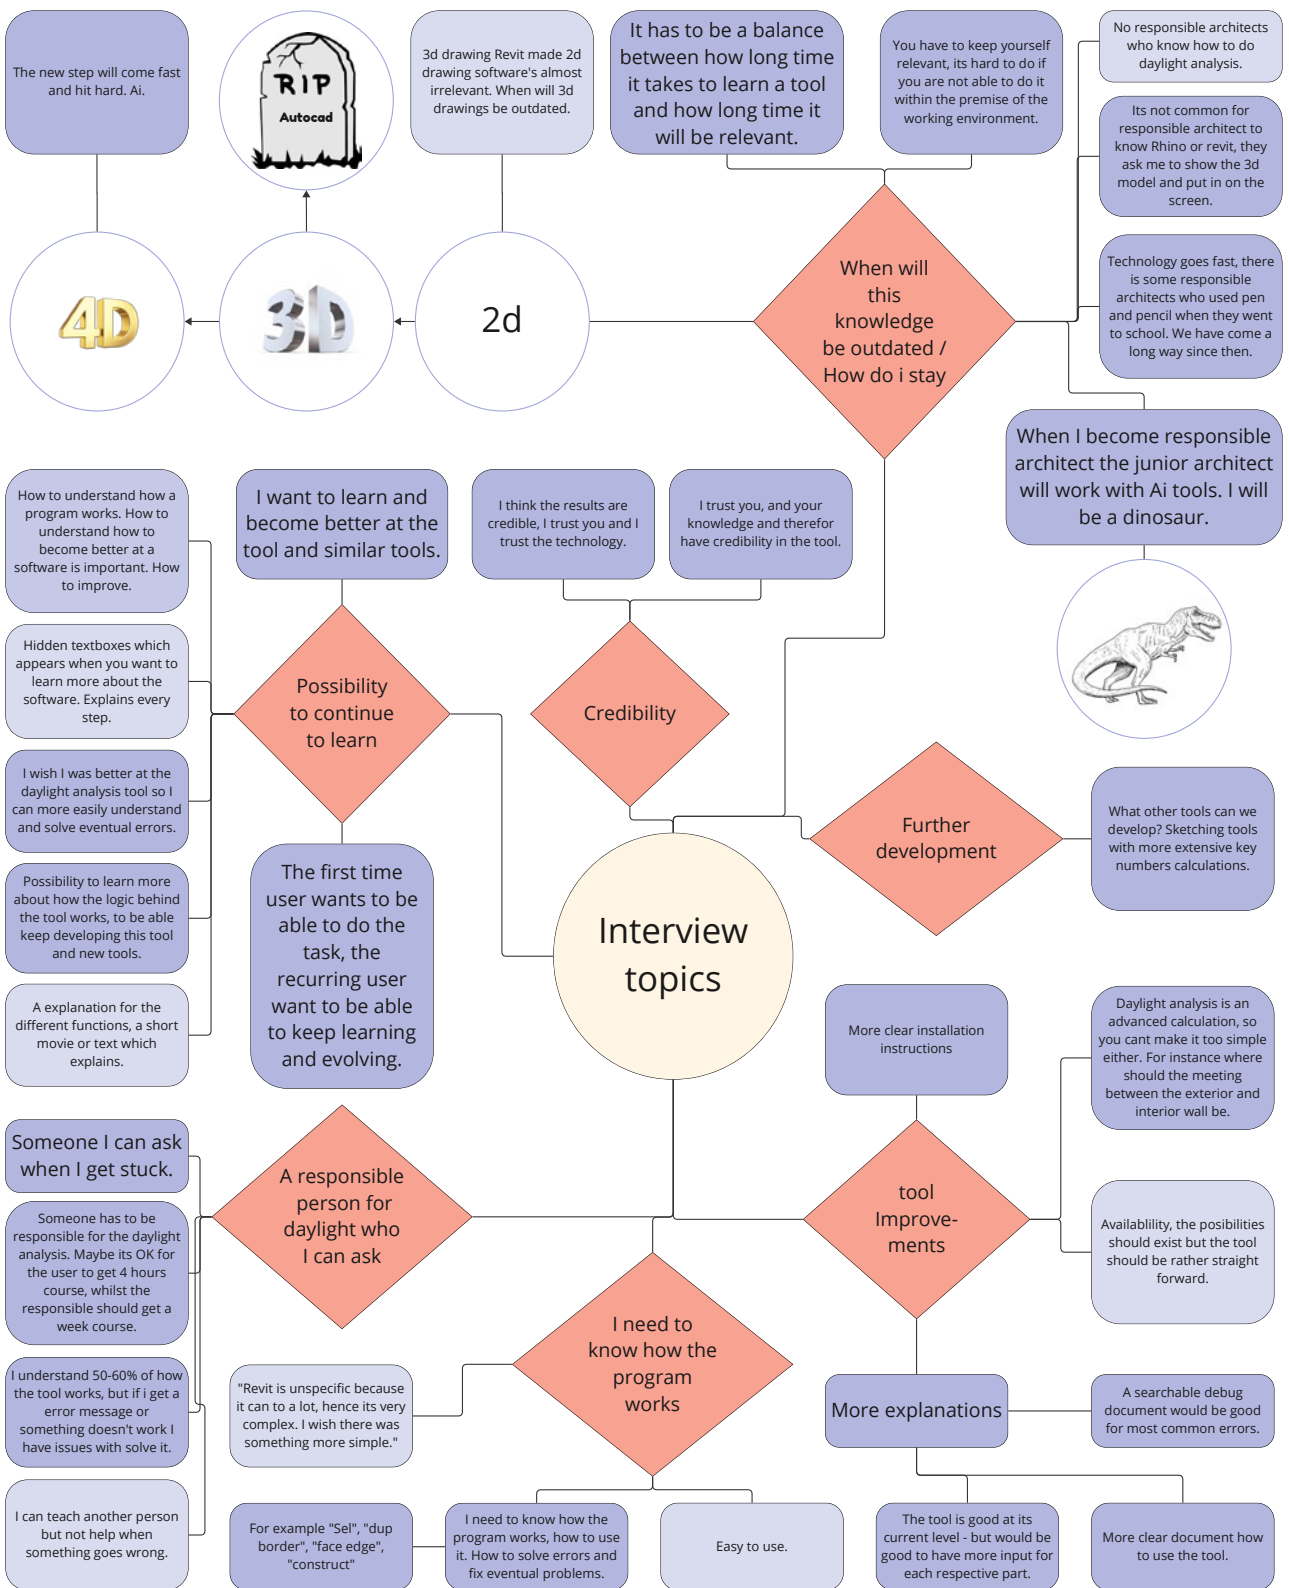 The new step will come fast
and hit hard. Ai.
RIP
Autocad
3d drawing Revit made 2d
drawing software's almost
irrelevant. When will 3d
drawings be outdated.
It has to be a balance
between how long time
it takes to learn a tool
and how long time it
will be relevant.
You have to keep yourself
relevant, its hard to do if
you are not able to do it
within the premise of the
working environment.
No responsible architects
who know how to do
daylight analysis.
Its not common for
responsible architect to
know Rhino or revit, they
ask me to show the 3d
model and put in on the
screen.
Technology goes fast, there
is some responsible
architects who used pen
and pencil when they went
to school. We have come a
long way since then.
4D
3D
2d
When will
this
knowledge
be outdated /
How do i stay
When I become responsible
architect the junior architect
will work with Ai tools. I will
be a dinosaur.
How to understand how a
program works. How to
understand how to
become better at a
software is important. How
to improve.
Hidden textboxes which
appears when you want to
learn more about the
software. Explains every
step.
I wish I was better at the
daylight analysis tool so I
can more easily understand
and solve eventual errors.
Possibility to learn more
about how the logic behind
the tool works, to be able
keep developing this tool
and new tools.
A explanation for the
different functions, a short
movie or text which
explains.
I want to learn and
become better at the
tool and similar tools.
Possibility
to continue
to learn
The first time
user wants to be
able to do the
task, the
recurring user
want to be able
to keep learning
and evolving.
I think the results are
credible, I trust you and I
trust the technology.
I trust you, and your
knowledge and therefor
have credibility in the tool.
Credibility
Further
development
What other tools can we
develop? Sketching tools
with more extensive key
numbers calculations.
Interview
topics
More clear installation
instructions
Daylight analysis is an
advanced calculation, so
you cant make it too simple
either. For instance where
should the meeting
between the exterior and
interior wall be.
tool
Improve-
ments
Availablility, the posibilities
should exist but the tool
should be rather straight
forward.
More explanations
A searchable debug
document would be good
for most common errors.
The tool is good at its
current level - but would be
good to have more input for
each respective part.
More clear document how
to use the tool.
Someone I can ask
when I get stuck.
Someone has to be
responsible for the daylight
analysis. Maybe its OK for
the user to get 4 hours
course, whilst the
responsible should get a
week course.
I understand 50-60% of how
the tool works, but if i get a
error message or
something doesn't work I
have issues with solve it.
I can teach another person
but not help when
something goes wrong.
A responsible
person for
daylight who
I can ask
I need to
know how the
program
works
"Revit is unspecific because
it can to a lot, hence its very
complex. I wish there was
something more simple."
For example "Sel", "dup
border", "face edge",
"construct"
I need to know how the
program works, how to use
it. How to solve errors and
fix eventual problems.
Easy to use.